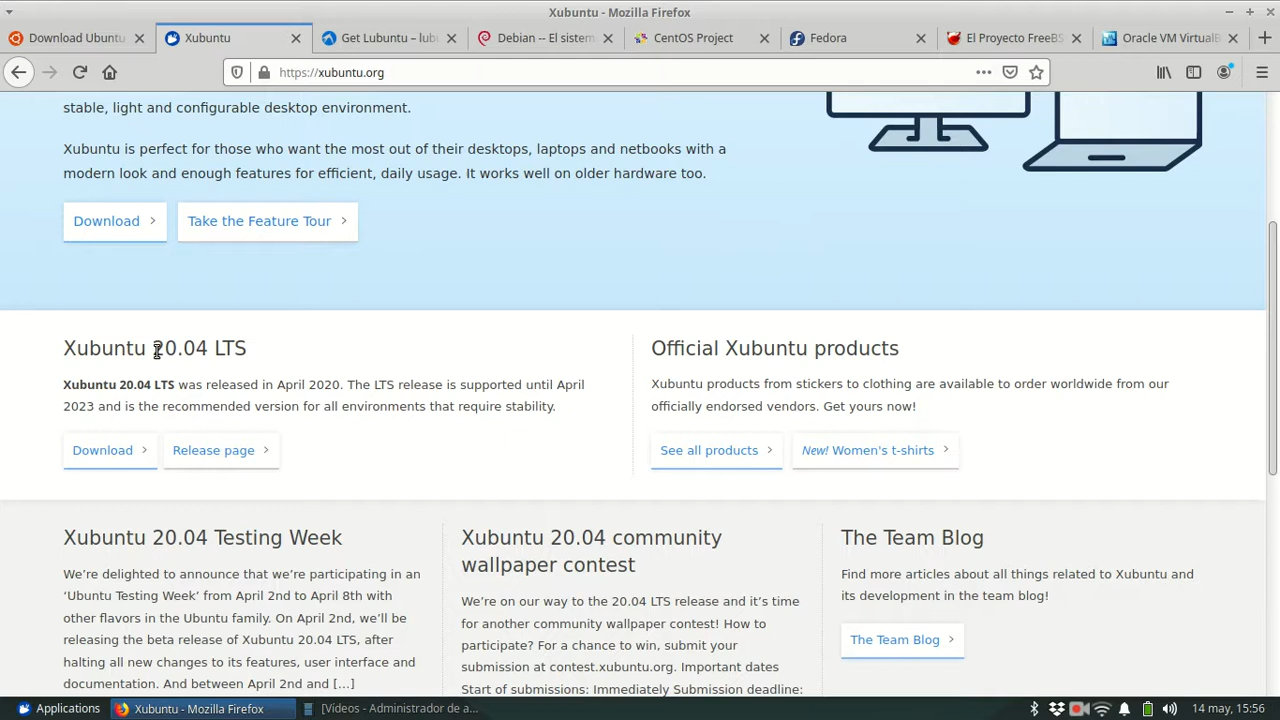 Xubuntu - Mozilla Firefox
Download Ubuntu
Xubuntu
Get Lubuntu – lub
Debian -- El sistem
CentOS Project
Fedora
El Proyecto FreeBS
Oracle VM VirtualB
https://xubuntu.org
stable, light and configurable desktop environment.
Xubuntu is perfect for those who want the most out of their desktops, laptops and netbooks with a
modern look and enough features for efficient, daily usage. It works well on older hardware too.
Download
Take the Feature Tour
Xubuntu 20.04 LTS
Xubuntu 20.04 LTS was released in April 2020. The LTS release is supported until April
2023 and is the recommended version for all environments that require stability.
Download
Release page
Official Xubuntu products
Xubuntu products from stickers to clothing are available to order worldwide from our
officially endorsed vendors. Get yours now!
See all products
New! Women's t-shirts
Xubuntu 20.04 Testing Week
We’re delighted to announce that we’re participating in an
‘Ubuntu Testing Week’ from April 2nd to April 8th with
other flavors in the Ubuntu family. On April 2nd, we’ll be
releasing the beta release of Xubuntu 20.04 LTS, after
halting all new changes to its features, user interface and
documentation. And between April 2nd and […]
Xubuntu 20.04 community
wallpaper contest
We’re on our way to the 20.04 LTS release and it’s time
for another community wallpaper contest! How to
participate? For a chance to win, submit your
submission at contest.xubuntu.org. Important dates
Start of submissions: Immediately Submission deadline:
The Team Blog
Find more articles about all things related to Xubuntu and
its development in the team blog!
The Team Blog
Applications
Xubuntu - Mozilla Firefox
[Vídeos - Administrador de a...
14 may, 15:56